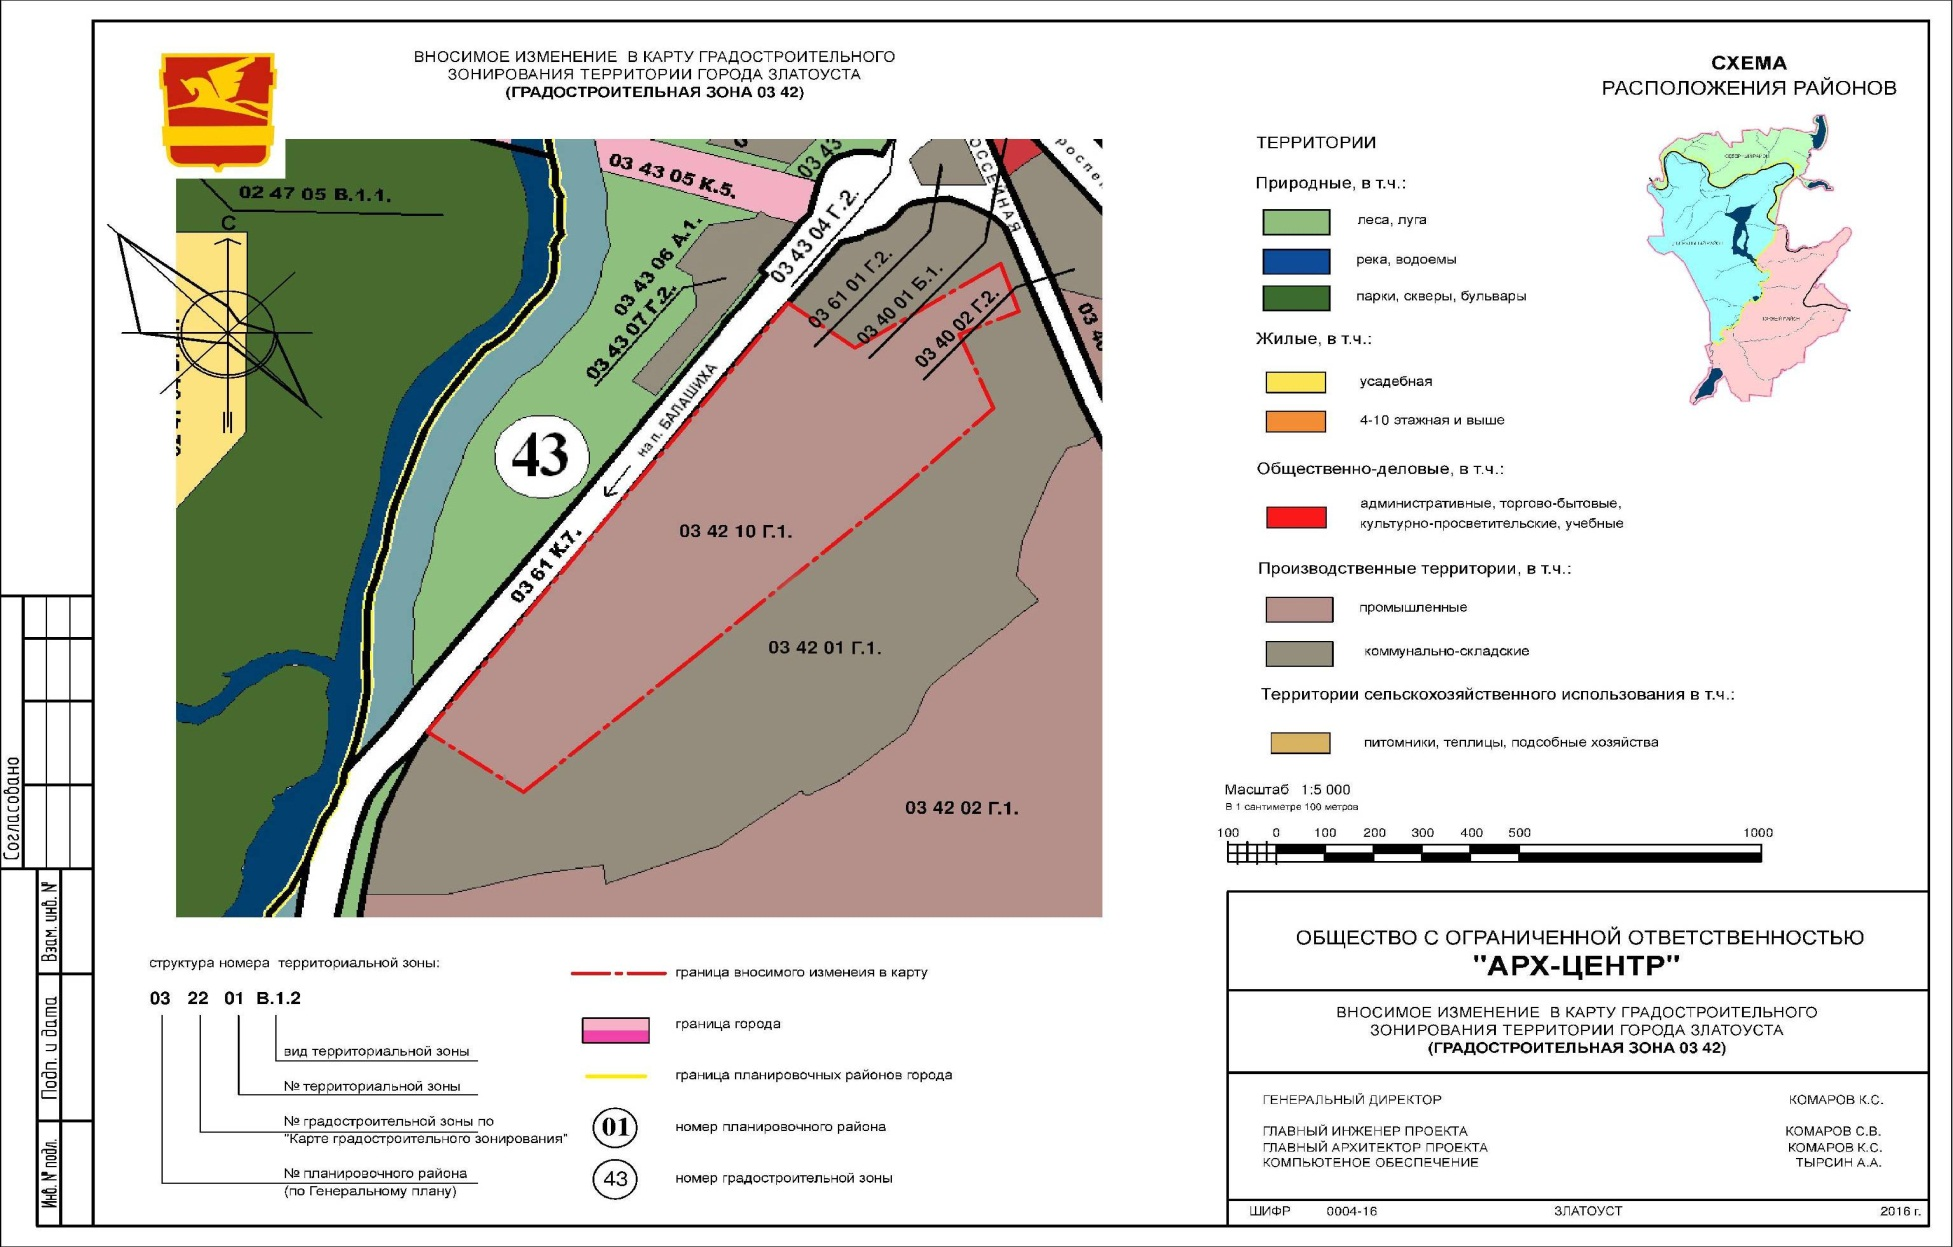 ВНОСИМОЕ ИЗМЕНЕНИЕ В КАРТУ ГРАДОСТРОИТЕЛЬНОГО
ЗОНИРОВАНИЯ ТЕРРИТОРИИ ГОРОДА ЗЛАТОУСТА
(ГРАДОСТРОИТЕЛЬНАЯ ЗОНА 03 42)
СХЕМА
РАСПОЛОЖЕНИЯ РАЙОНОВ
02 47 05 В.1.1.
С
03 43 05 К.5.
03 43
03 43 04 Г.2.
03 43 06 А.1.
03 43 07 Г.2.
03 61 01 Г.2.
03 40 01 Б.1.
03 40 02 Г.2.
43
на п. БАЛАШИХА
03 61 К.7.
03 42 10 Г.1.
03 42 01 Г.1.
03 42 02 Г.1.
ТЕРРИТОРИИ
Природные, в т.ч.:
леса, луга
река, водоемы
парки, скверы, бульвары
Жилые, в т.ч.:
усадебная
4-10 этажная и выше
Общественно-деловые, в т.ч.:
административные, торгово-бытовые,
культурно-просветительские, учебные
Производственные территории, в т.ч.:
промышленные
коммунально-складские
Территории сельскохозяйственного использования в т.ч.:
питомники, теплицы, подсобные хозяйства
Масштаб 1:5 000
В 1 сантиметре 100 метров
100 0 100 200 300 400 500 1000
структура номера территориальной зоны:
03 22 01 В.1.2
вид территориальной зоны
№ территориальной зоны
№ градостроительной зоны по
"Карте градостроительного зонирования"
№ планировочного района
(по Генеральному плану)
граница вносимого изменеия в карту
граница города
граница планировочных районов города
01 номер планировочного района
43 номер градостроительной зоны
ОБЩЕСТВО С ОГРАНИЧЕННОЙ ОТВЕТСТВЕННОСТЬЮ
"АРХ-ЦЕНТР"
ВНОСИМОЕ ИЗМЕНЕНИЕ В КАРТУ ГРАДОСТРОИТЕЛЬНОГО
ЗОНИРОВАНИЯ ТЕРРИТОРИИ ГОРОДА ЗЛАТОУСТА
(ГРАДОСТРОИТЕЛЬНАЯ ЗОНА 03 42)
ГЕНЕРАЛЬНЫЙ ДИРЕКТОР КОМАРОВ К.С.
ГЛАВНЫЙ ИНЖЕНЕР ПРОЕКТА КОМАРОВ С.В.
ГЛАВНЫЙ АРХИТЕКТОР ПРОЕКТА КОМАРОВ К.С.
КОМПЬЮТЕНОЕ ОБЕСПЕЧЕНИЕ ТЫРСИН А.А.
ШИФР 0004-16 ЗЛАТОУСТ 2016 г.
Согласовано
Взам. инв. №
Подп. и дата
Инв. № подл.